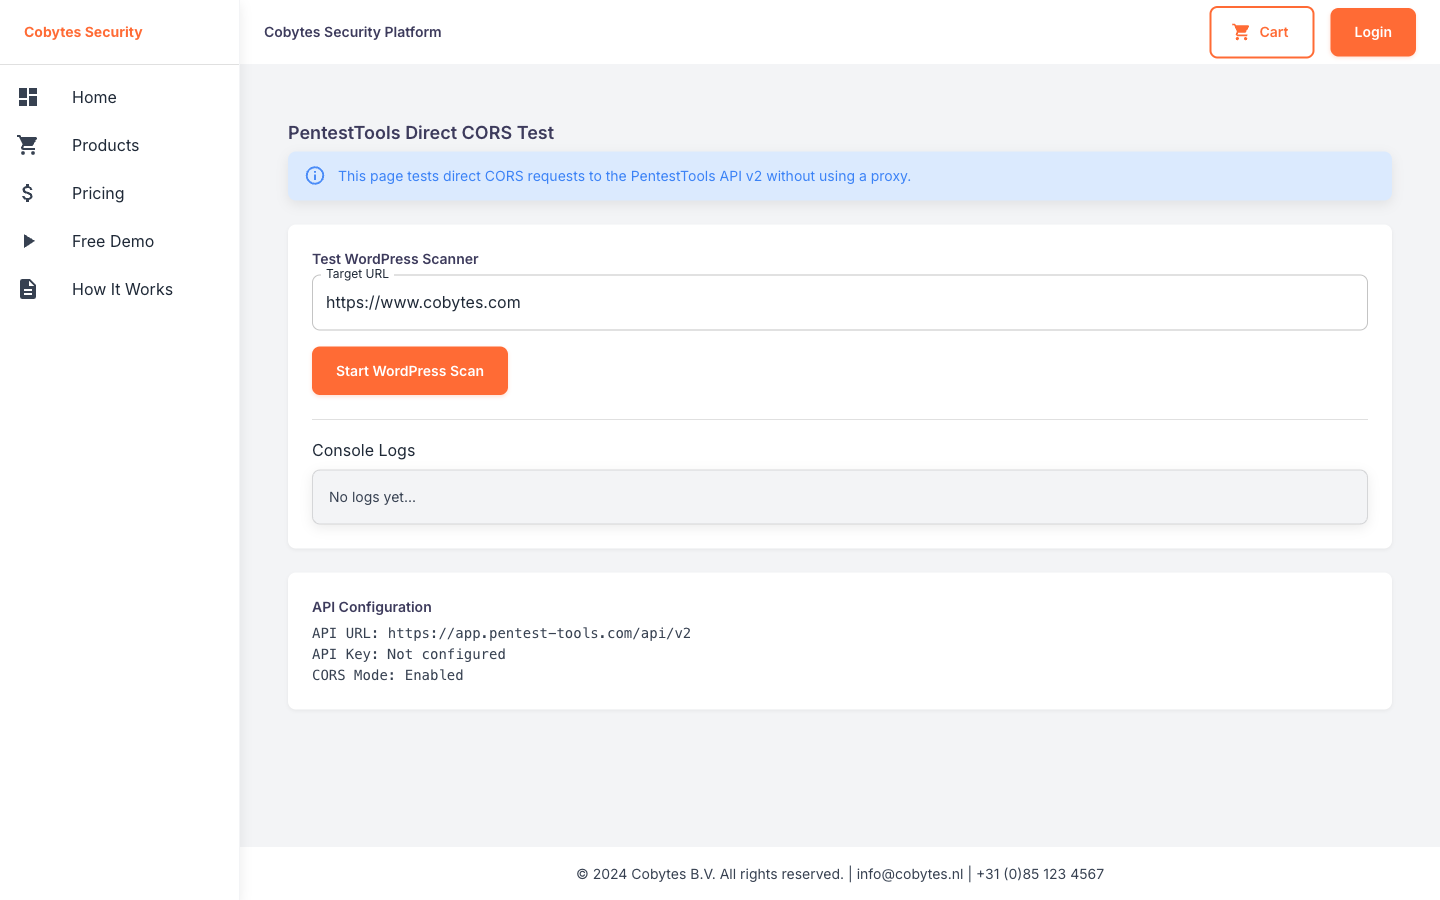 Cobytes Security
Cobytes Security Platform
Cart
Login
Home
Products
Pricing
Free Demo
How It Works
PentestTools Direct CORS Test
This page tests direct CORS requests to the PentestTools API v2 without using a proxy.
Test WordPress Scanner
Target URL
https://www.cobytes.com
Start WordPress Scan
Console Logs
No logs yet...
API Configuration
API URL: https://app.pentest-tools.com/api/v2
API Key: Not configured
CORS Mode: Enabled
© 2024 Cobytes B.V. All rights reserved. | info@cobytes.nl | +31 (0)85 123 4567